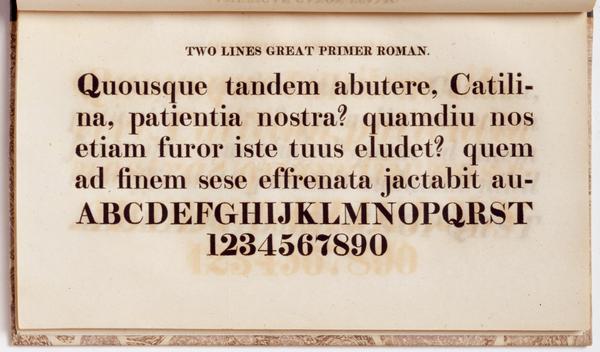 TWO LINES GREAT PRIMER ROMAN.
Quousque tandem abutere, Catili-
na, patientia nostra? quamdiu nos
etiam furor iste tuus eludet? quem
ad finem sese effrenata jactabit au-
ABCDEFGHIJKLMNOPQRST
1234567890